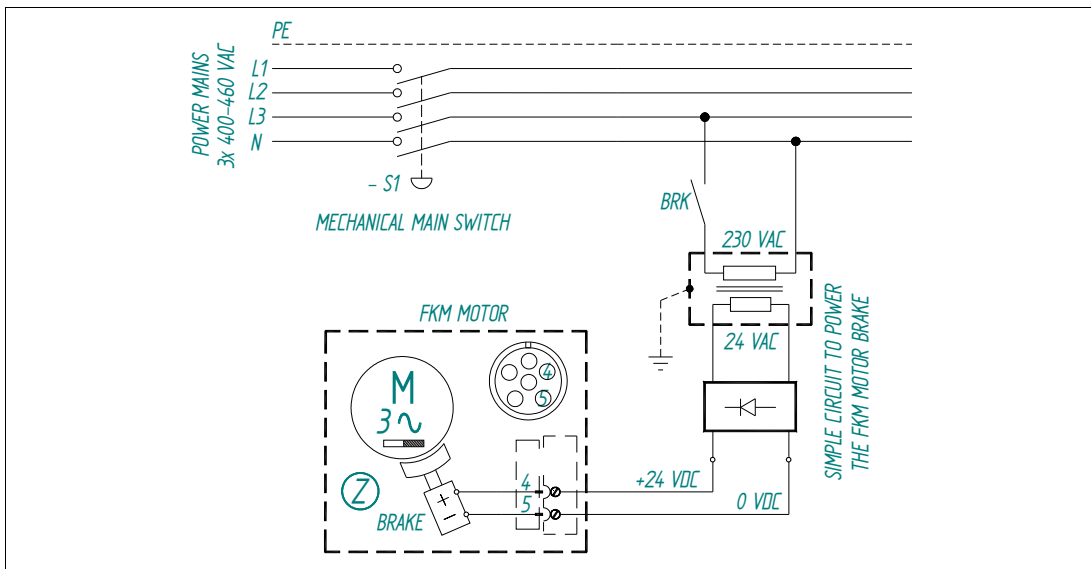 PE
POWER MAINS
3x 400-460 VAC
L1
L2
L3
N
- S1
MECHANICAL MAIN SWITCH
BRK
230 VAC
24 VAC
SIMPLE CIRCUIT TO POWER
THE FKM MOTOR BRAKE
FKM MOTOR
M
3∿
4
5
Z
+
-
BRAKE
4
5
+24 VDC
0 VDC